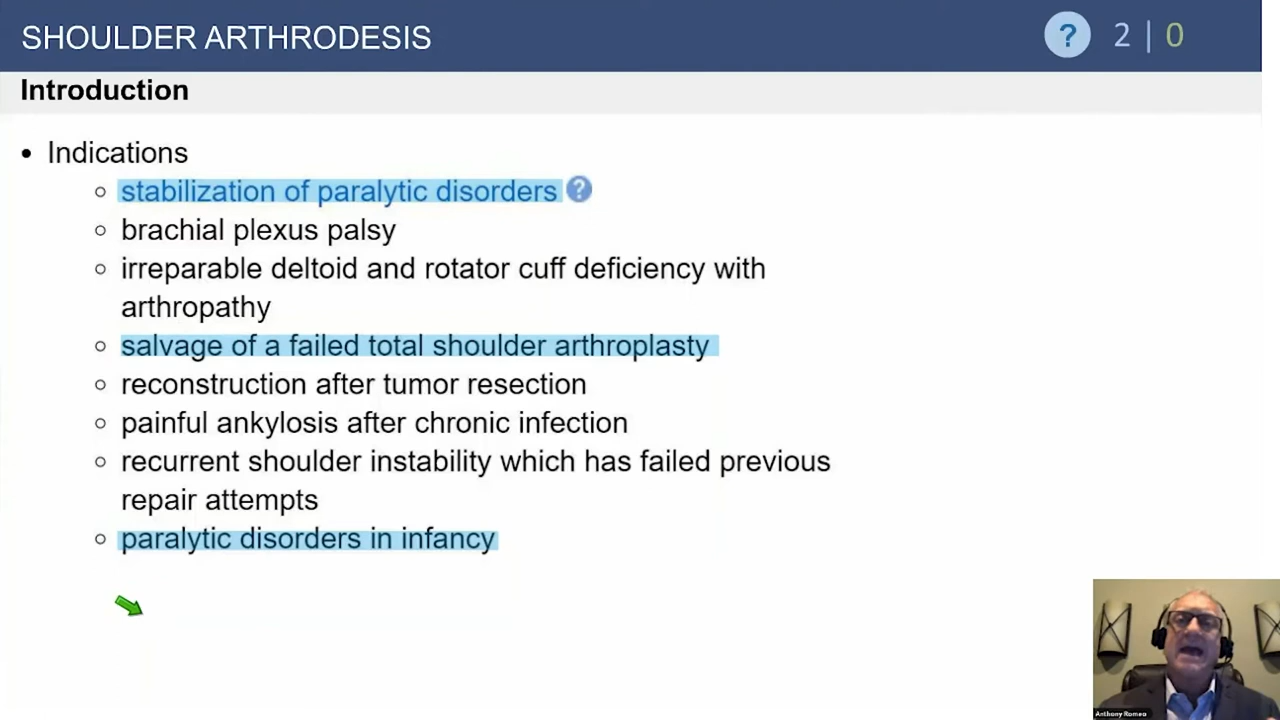 SHOULDER ARTHRODESIS
? 2 | 0
Introduction
• Indications
○ stabilization of paralytic disorders ?
○ brachial plexus palsy
○ irreparable deltoid and rotator cuff deficiency with
arthropathy
○ salvage of a failed total shoulder arthroplasty
○ reconstruction after tumor resection
○ painful ankylosis after chronic infection
○ recurrent shoulder instability which has failed previous
repair attempts
○ paralytic disorders in infancy
Anthony Romeo